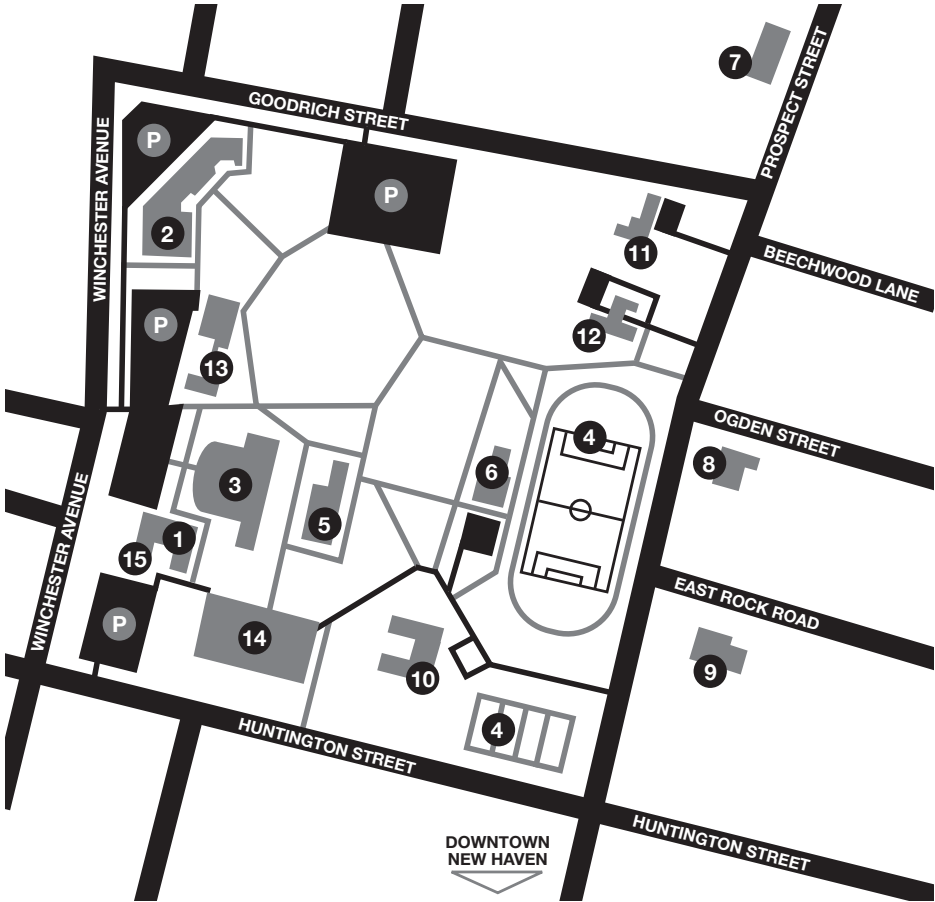 7
PROSPECT STREET
GOODRICH STREET
WINCHESTER AVENUE
P
P
2
11
BEECHWOOD LANE
P
12
13
OGDEN STREET
4
8
6
3
5
1
15
WINCHESTER AVENUE
EAST ROCK ROAD
P
14
10
9
4
HUNTINGTON STREET
HUNTINGTON STREET
DOWNTOWN
NEW HAVEN